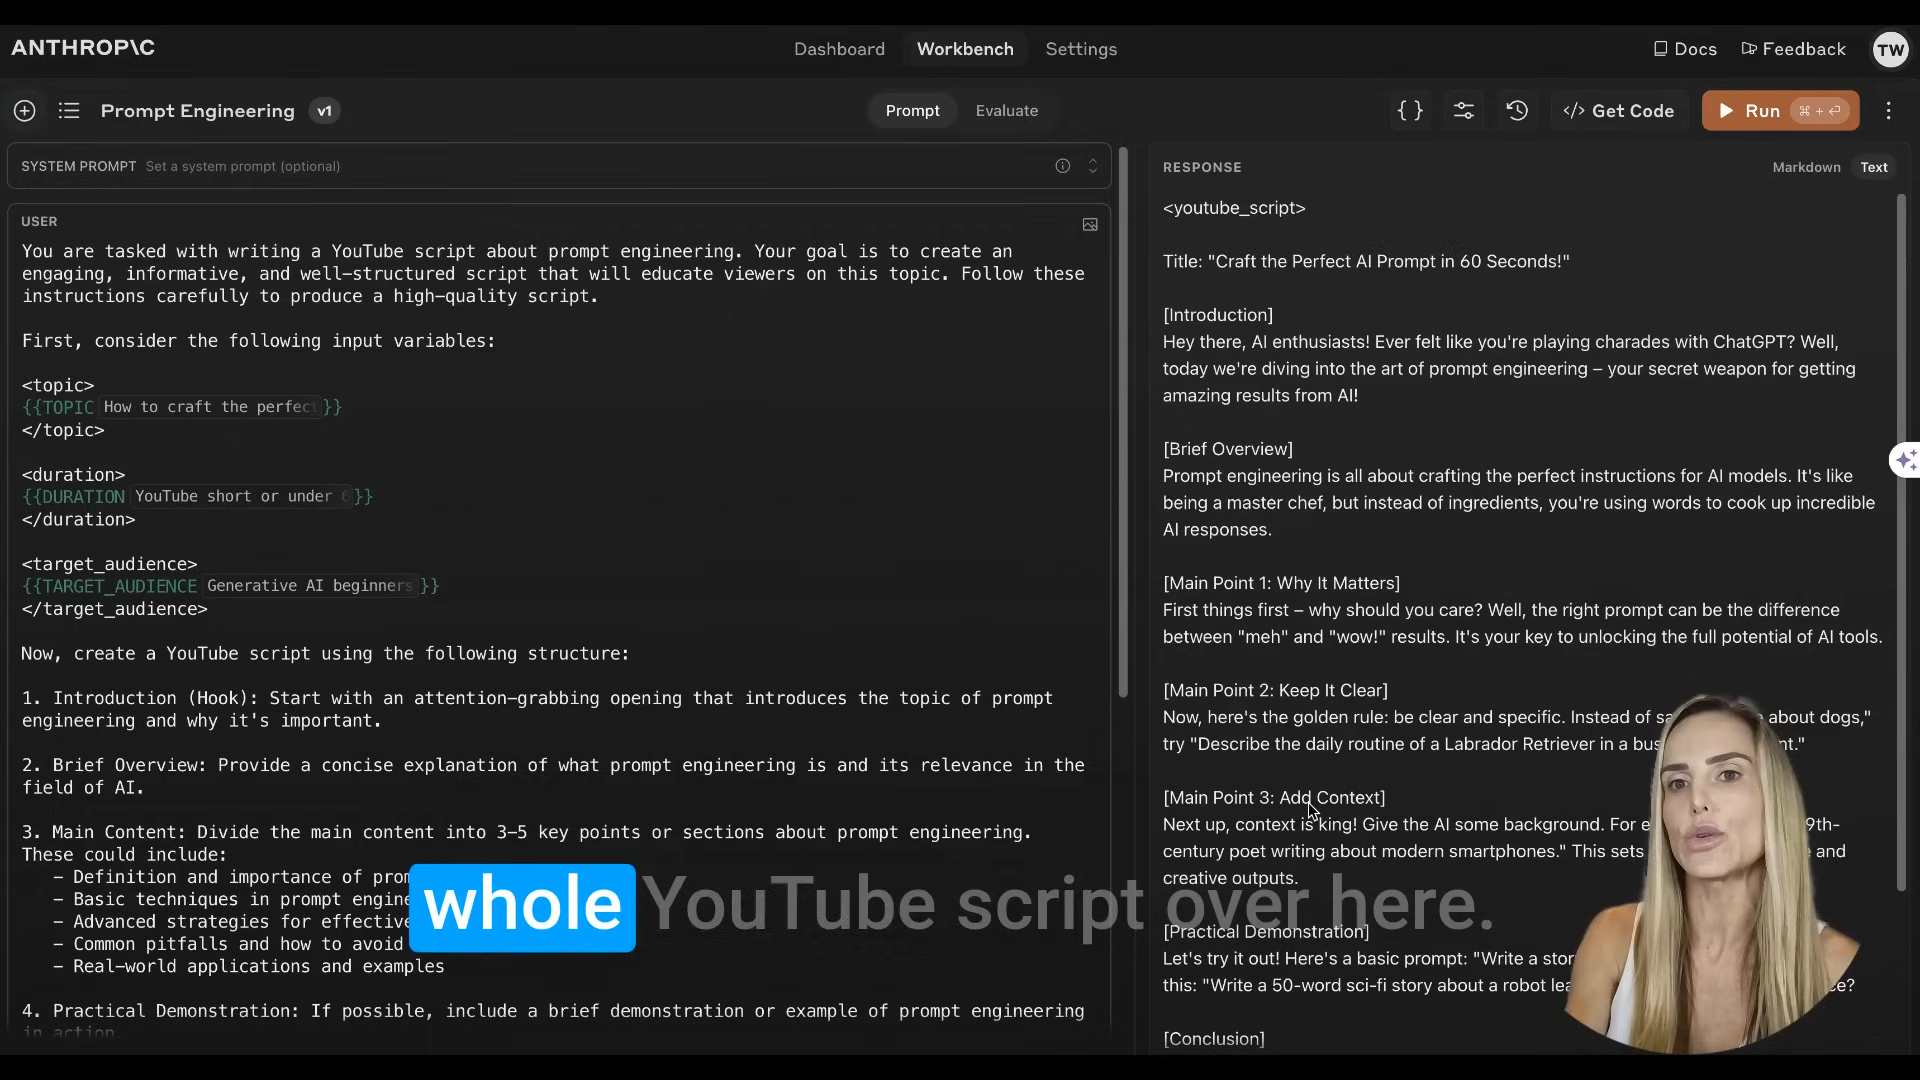 ANTHROP\C
Dashboard
Workbench
Settings
Docs
Feedback
TW
Prompt Engineering
v1
Prompt
Evaluate
{ }
</> Get Code
Run
⌘ + ⏎
SYSTEM PROMPT Set a system prompt (optional)
USER
You are tasked with writing a YouTube script about prompt engineering. Your goal is to create an
engaging, informative, and well-structured script that will educate viewers on this topic. Follow these
instructions carefully to produce a high-quality script.
First, consider the following input variables:
<topic>
{{TOPIC How to craft the perfect}}
</topic>
<duration>
{{DURATION YouTube short or under }}
</duration>
<target_audience>
{{TARGET_AUDIENCE Generative AI beginners }}
</target_audience>
Now, create a YouTube script using the following structure:
1. Introduction (Hook): Start with an attention-grabbing opening that introduces the topic of prompt
engineering and why it's important.
2. Brief Overview: Provide a concise explanation of what prompt engineering is and its relevance in the
field of AI.
3. Main Content: Divide the main content into 3-5 key points or sections about prompt engineering.
These could include:
- Definition and importance of
- Basic techniques in prompt
- Advanced strategies for
- Common pitfalls and how to avoid
- Real-world applications and examples
4. Practical Demonstration: If possible, include a brief demonstration or example of prompt engineering
in action.
RESPONSE
Markdown
Text
<youtube_script>
Title: "Craft the Perfect AI Prompt in 60 Seconds!"
[Introduction]
Hey there, AI enthusiasts! Ever felt like you're playing charades with ChatGPT? Well,
today we're diving into the art of prompt engineering – your secret weapon for getting
amazing results from AI!
[Brief Overview]
Prompt engineering is all about crafting the perfect instructions for AI models. It's like
being a master chef, but instead of ingredients, you're using words to cook up incredible
AI responses.
[Main Point 1: Why It Matters]
First things first – why should you care? Well, the right prompt can be the difference
between "meh" and "wow!" results. It's your key to unlocking the full potential of AI tools.
[Main Point 2: Keep It Clear]
Now, here's the golden rule: be clear and specific. Instead of about dogs,"
try "Describe the daily routine of a Labrador Retriever in a
[Main Point 3: Add Context]
Next up, context is king! Give the AI some background. For
century poet writing about modern smartphones." This sets and
creative outputs.
[Practical Demonstration]
Let's try it out! Here's a basic prompt: "Write a
this: "Write a 50-word sci-fi story about a robot
[Conclusion]
whole YouTube script over here.